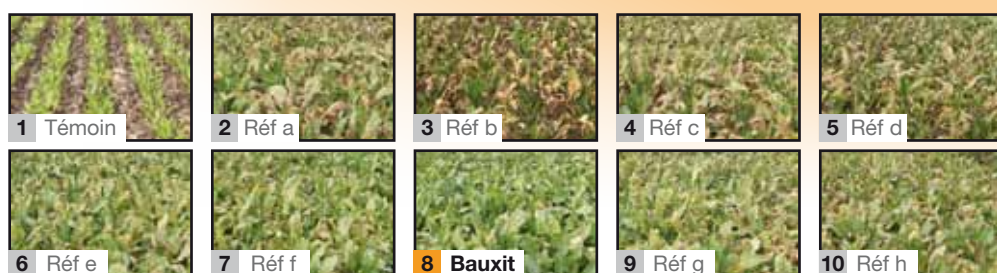 1 Témoin
2 Réf a
3 Réf b
4 Réf c
5 Réf d
6 Réf e
7 Réf f
8 Bauxit
9 Réf g
10 Réf h